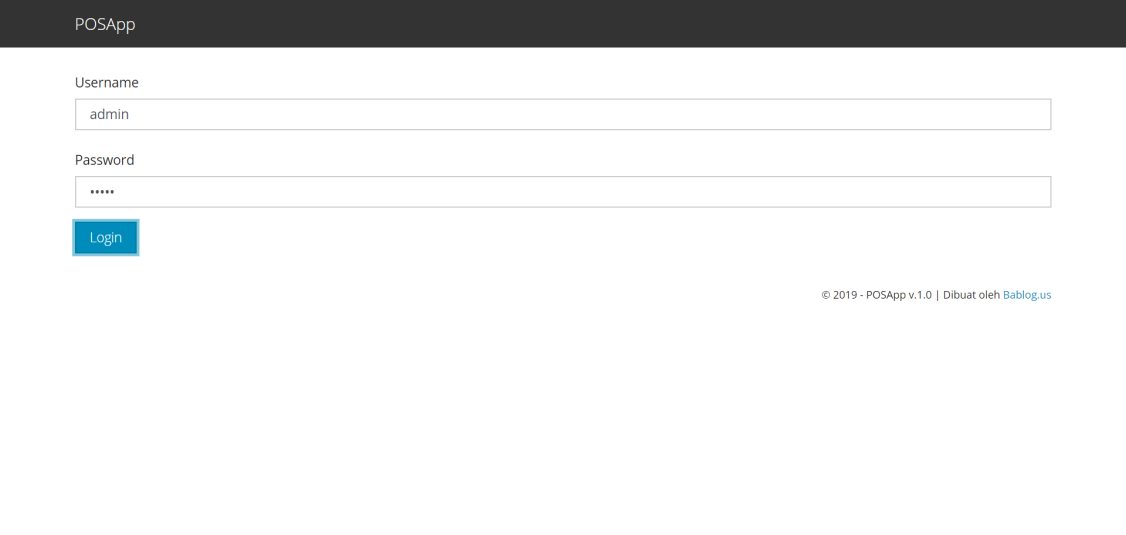 POSApp
Username
admin
Password
•••••
Login
© 2019 - POSApp v.1.0 | Dibuat oleh Bablog.us